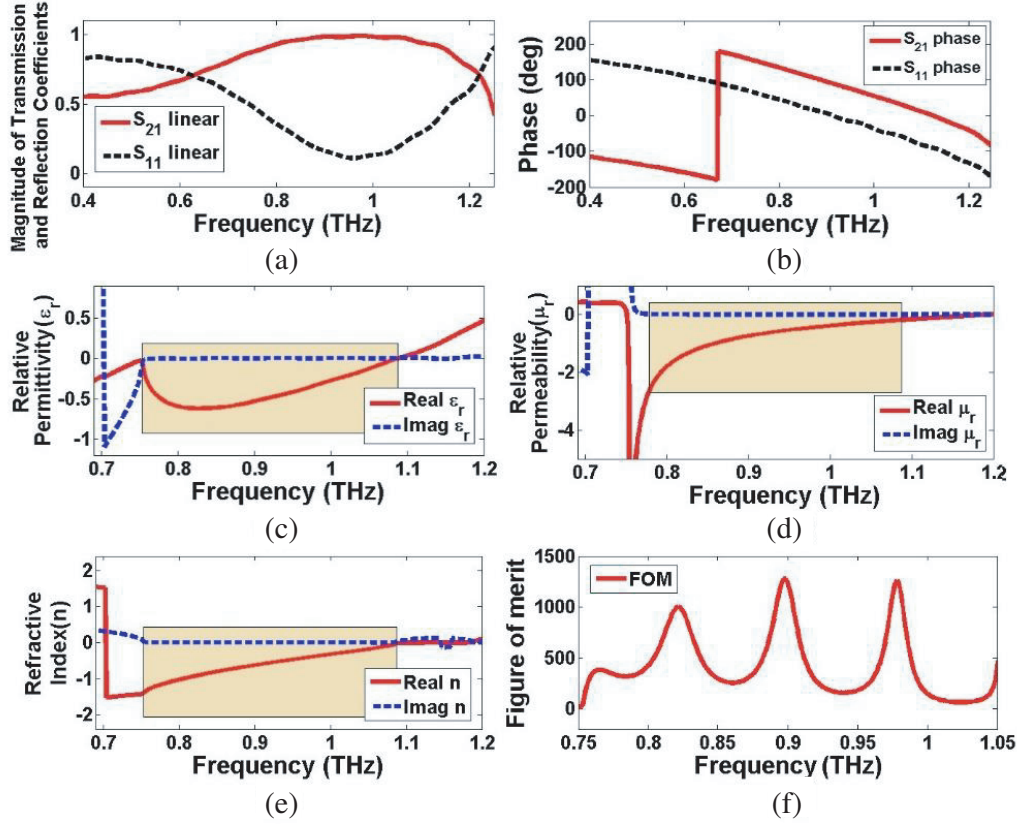 Magnitude of Transmission
and Reflection Coefficients
1
0.5
0
S21 linear
S11 linear
0.4 0.6 0.8 1 1.2
Frequency (THz)
(a)
Phase (deg)
200
100
0
-100
-200
S21 phase
S11 phase
0.4 0.6 0.8 1 1.2
Frequency (THz)
(b)
Relative
Permittivity(εr)
0.5
0
-0.5
-1
Real εr
Imag εr
0.7 0.8 0.9 1 1.1 1.2
Frequency (THz)
(c)
Relative
Permeability(μr)
0
-2
-4
Real μr
Imag μr
0.7 0.8 0.9 1 1.1 1.2
Frequency (THz)
(d)
Refractive
Index(n)
2
1
0
-1
-2
Real n
Imag n
0.7 0.8 0.9 1 1.1 1.2
Frequency (THz)
(e)
Figure of merit
1500
1000
500
0
FOM
0.75 0.8 0.85 0.9 0.95 1 1.05
Frequency (THz)
(f)